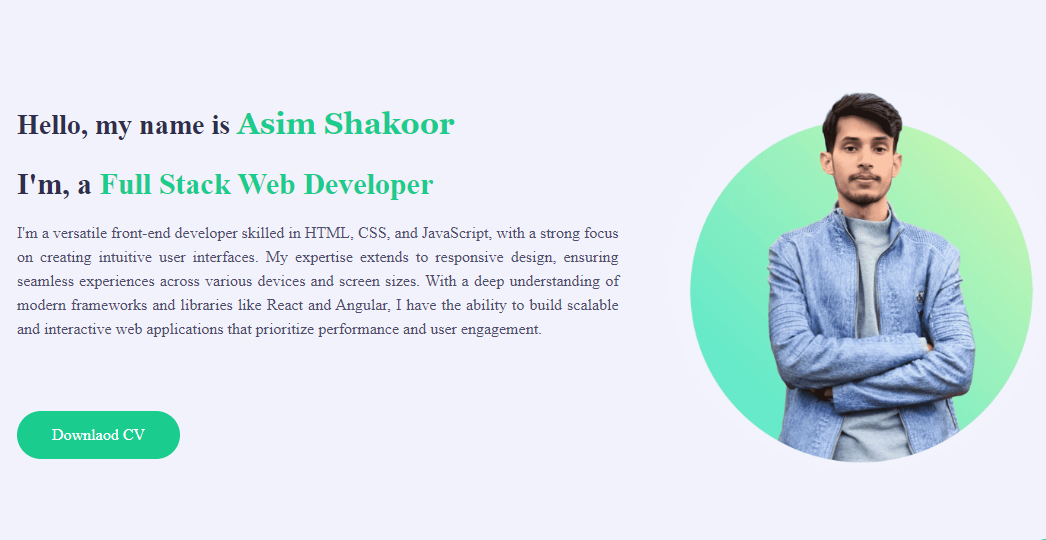 Hello, my name is Asim Shakoor
I'm, a Full Stack Web Developer
I'm a versatile front-end developer skilled in HTML, CSS, and JavaScript, with a strong focus
on creating intuitive user interfaces. My expertise extends to responsive design, ensuring
seamless experiences across various devices and screen sizes. With a deep understanding of
modern frameworks and libraries like React and Angular, I have the ability to build scalable
and interactive web applications that prioritize performance and user engagement.
Downlaod CV